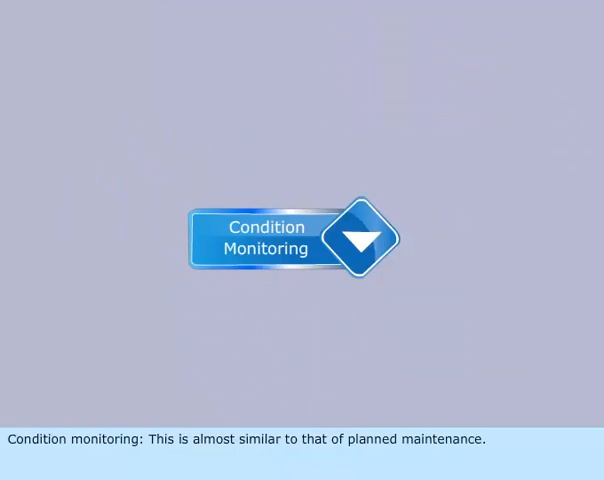 Condition
Monitoring
Condition monitoring: This is almost similar to that of planned maintenance.